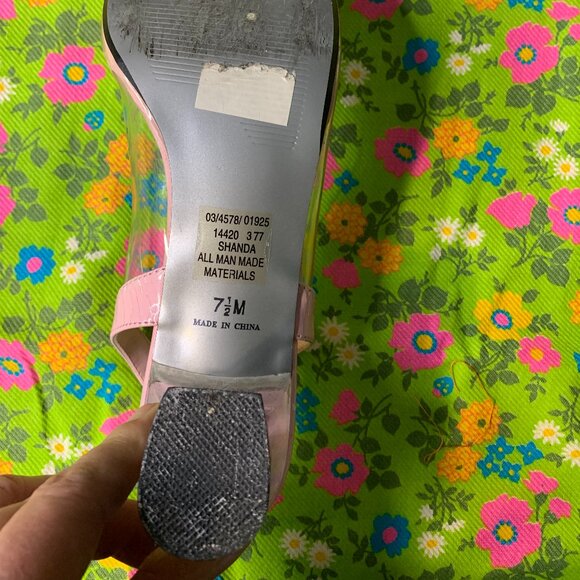 03/4578/ 01925
14420 377
SHANDA
ALL MAN MADE
MATERIALS
7½M
MADE IN CHINA